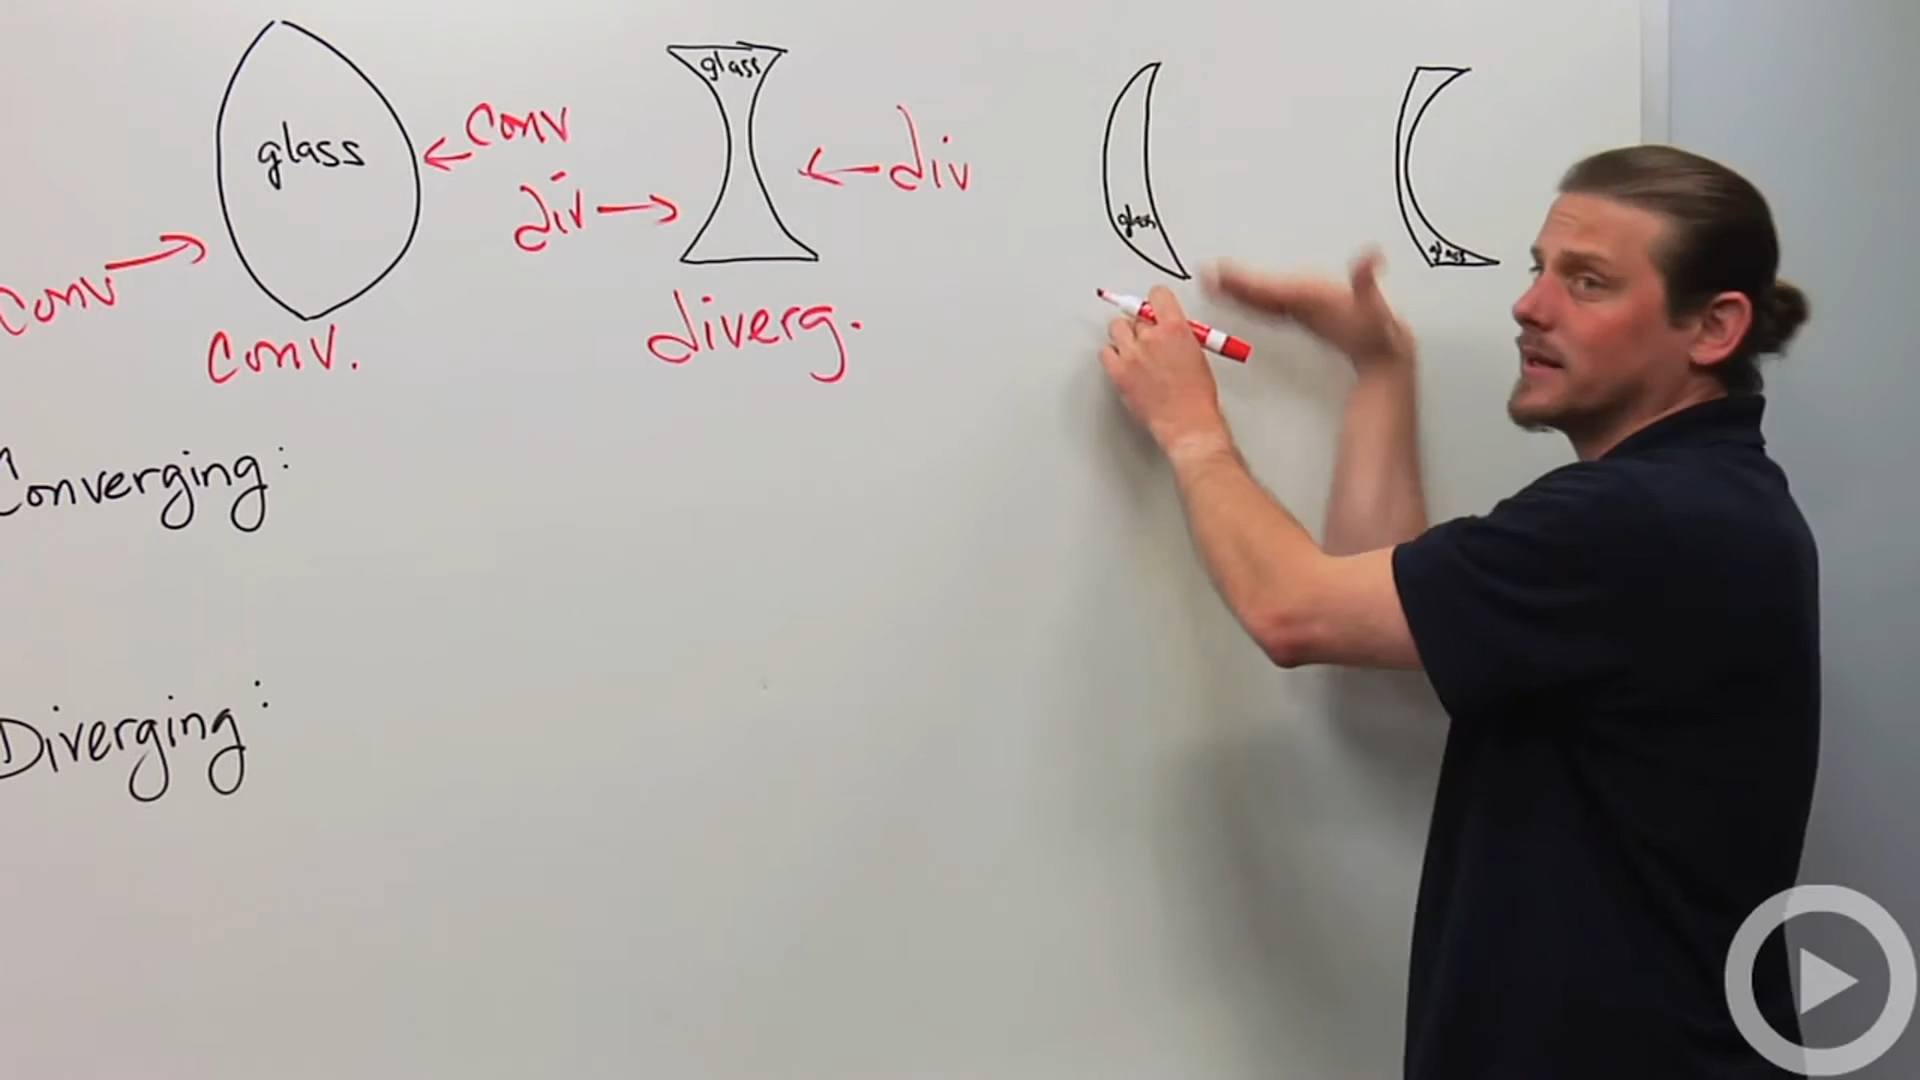 glass
conv
conv
conv.
glass
div
div
diverg.
glass
glass
Converging:
Diverging: